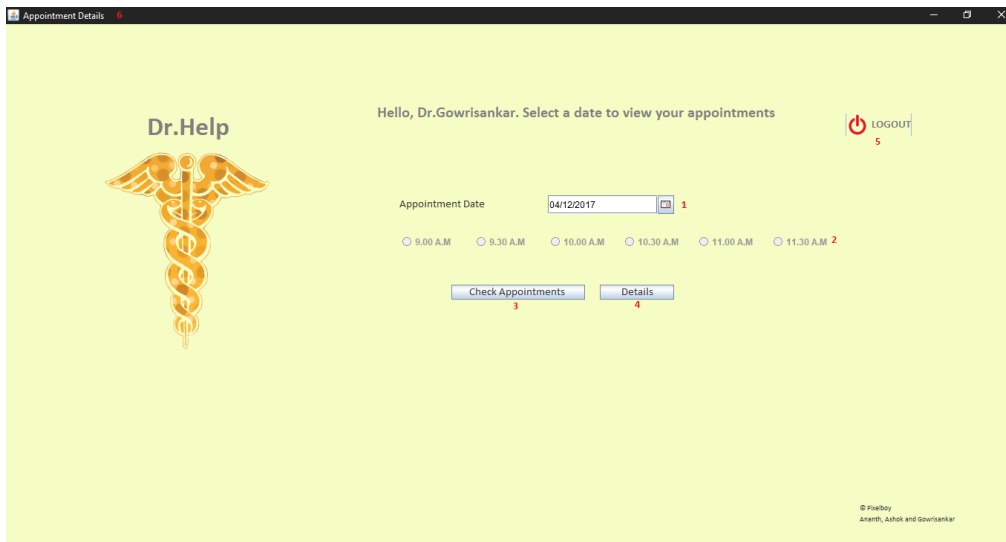 Appointment Details 6
Dr.Help
Hello, Dr.Gowrisankar. Select a date to view your appointments
LOGOUT
5
Appointment Date 04/12/2017 1
9.00 A.M 9.30 A.M 10.00 A.M 10.30 A.M 11.00 A.M 11.30 A.M 2
Check Appointments Details
3 4
© Pixelboy
Ananth, Ashok and Gowrisankar